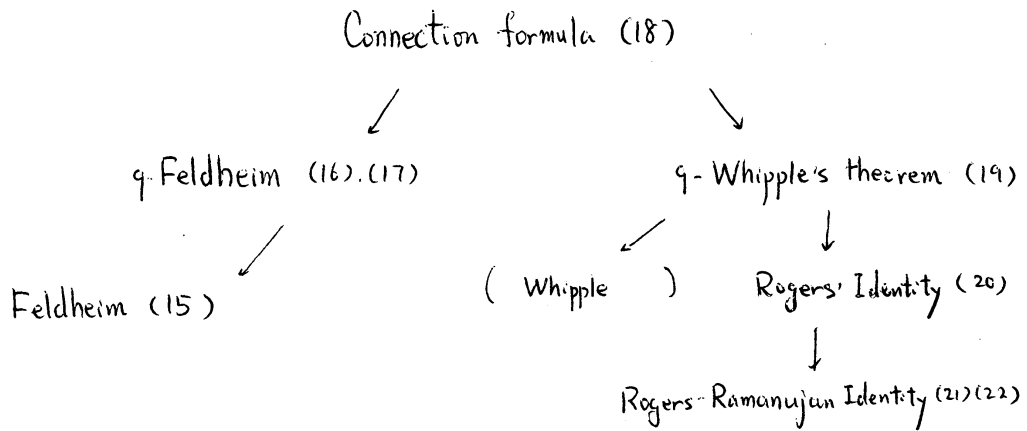 Connection formula (18)
q-Feldheim (16).(17)
q-Whipple's theorem (19)
Feldheim (15)
( Whipple )
Rogers' Identity (20)
Rogers-Ramanujan Identity (21)(22)